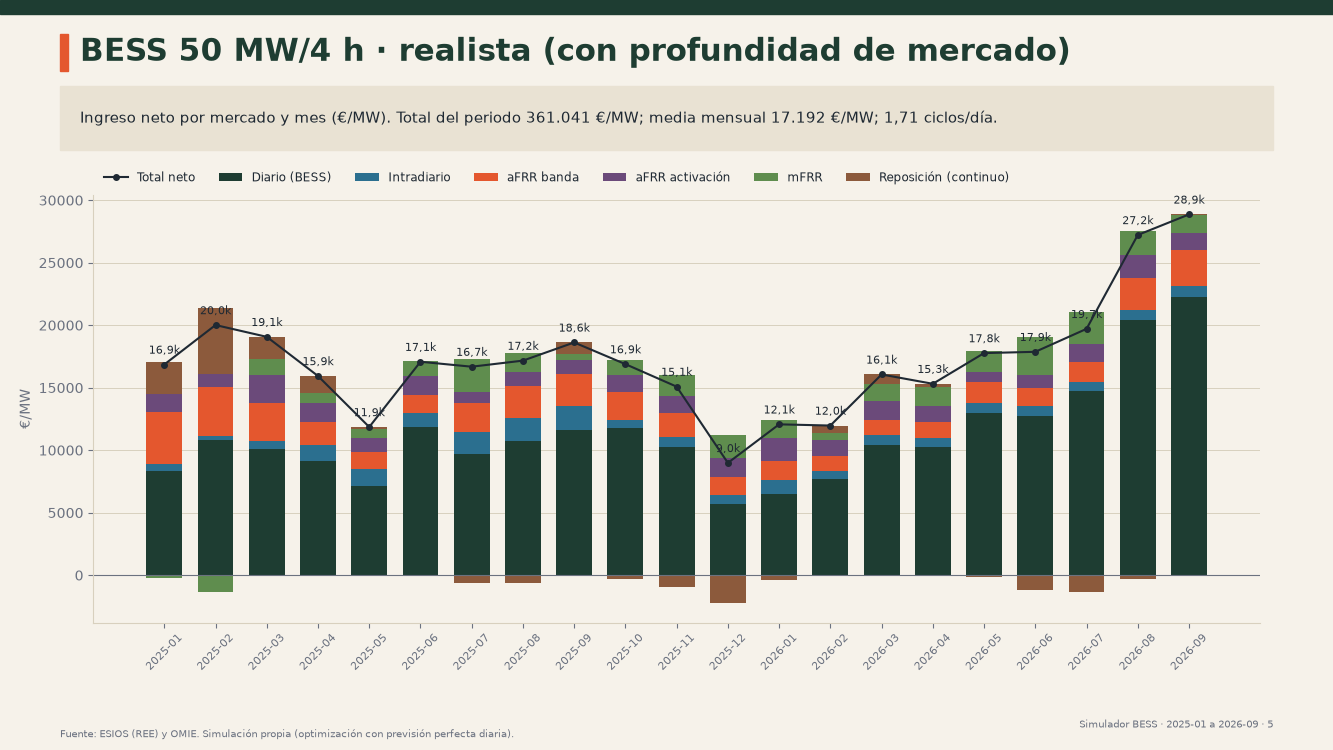 BESS 50 MW/4 h · realista (con profundidad de mercado)
Ingreso neto por mercado y mes (€/MW). Total del periodo 361.041 €/MW; media mensual 17.192 €/MW; 1,71 ciclos/día.
Total neto Diario (BESS) Intradiario aFRR banda aFRR activación mFRR Reposición (continuo)
€/MW
30000
25000
20000
15000
10000
5000
0
16,9k 20,0k 19,1k 15,9k 11,9k 17,1k 16,7k 17,2k 18,6k 16,9k 15,1k 9,0k 12,1k 12,0k 16,1k 15,3k 17,8k 17,9k 19,7k 27,2k 28,9k
2025-01 2025-02 2025-03 2025-04 2025-05 2025-06 2025-07 2025-08 2025-09 2025-10 2025-11 2025-12 2026-01 2026-02 2026-03 2026-04 2026-05 2026-06 2026-07 2026-08 2026-09
Simulador BESS · 2025-01 a 2026-09 · 5
Fuente: ESIOS (REE) y OMIE. Simulación propia (optimización con previsión perfecta diaria).